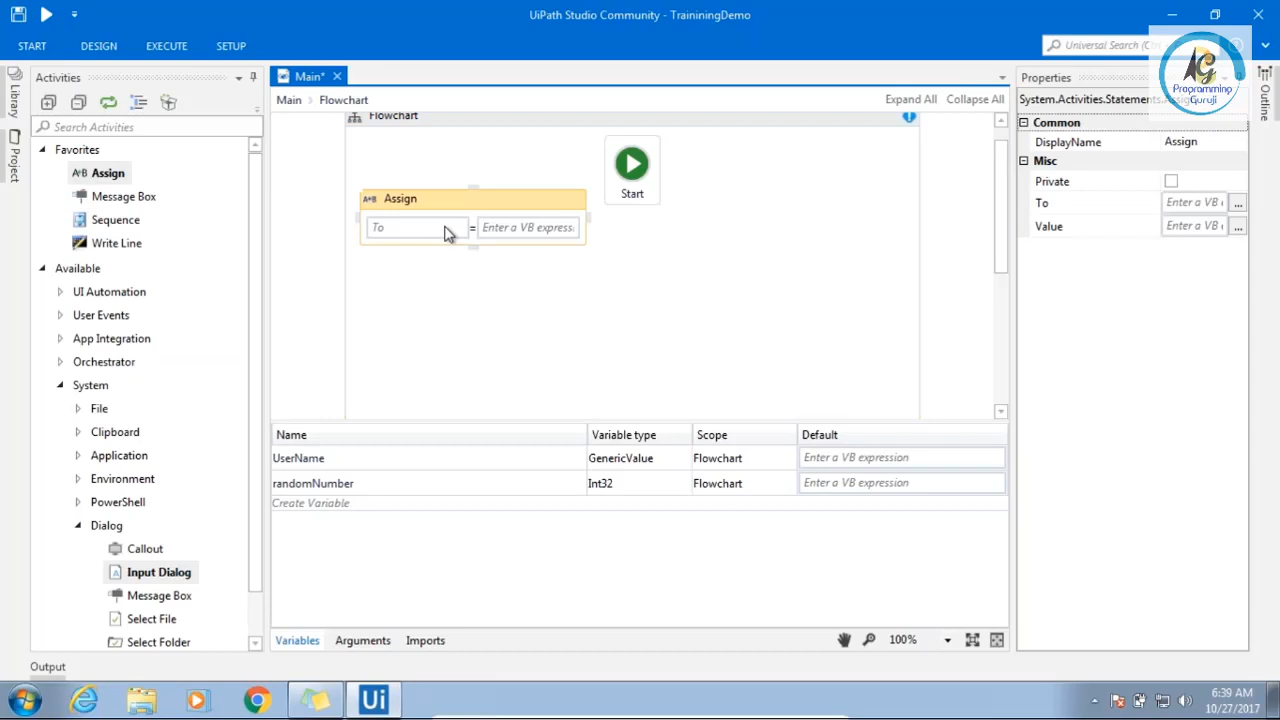 UiPath Studio Community - TraininingDemo
START
DESIGN
EXECUTE
SETUP
Universal Search
Programming
Guruji
Activities
Main*
Properties
Library
Project
Outline
Main
Flowchart
Expand All
Collapse All
System.Activities.Statements.
Search Activities
Flowchart
Common
DisplayName
Assign
Favorites
Misc
Assign
Private
Message Box
Start
Assign
To
Enter a VB
Sequence
To
=
Enter a VB express
Value
Enter a VB
Write Line
Available
UI Automation
User Events
App Integration
Orchestrator
System
File
Clipboard
Application
Environment
PowerShell
Dialog
Callout
Input Dialog
Message Box
Select File
Select Folder
Name
Variable type
Scope
Default
UserName
GenericValue
Flowchart
Enter a VB expression
randomNumber
Int32
Flowchart
Enter a VB expression
Create Variable
Variables
Arguments
Imports
100%
Output
Ui
6:39 AM
10/27/2017